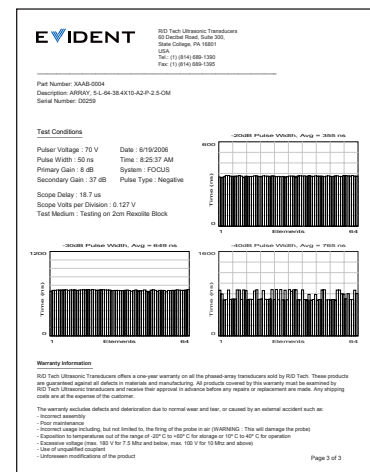 EVIDENT
R/D Tech Ultrasonic Transducers
60 Decibel Road, Suite 300,
State College, PA 16801
USA
Tel.: (1) (814) 689-1390
Fax: (1) (814) 689-1395
Part Number: XAAB-0004
Description: ARRAY, 5-L-64-38.4X10-A2-P-2.5-OM
Serial Number: D0259
Test Conditions
Pulser Voltage : 70 V
Date : 6/19/2006
Pulse Width : 50 ns
Time : 8:25:37 AM
Primary Gain : 8 dB
System : FOCUS
Secondary Gain : 37 dB
Pulse Type : Negative
Scope Delay : 18.7 us
Scope Volts per Division : 0.127 V
Test Medium : Testing on 2cm Rexolite Block
-20dB Pulse Width, Avg = 355 ns
600
Time (ns)
0
1
Elements
64
-30dB Pulse Width, Avg = 649 ns
1200
Time (ns)
0
1
Elements
64
-40dB Pulse Width, Avg = 765 ns
1600
Time (ns)
0
1
Elements
64
Warranty Information
R/D Tech Ultrasonic Transducers offers a one-year warranty on all the phased-array transducers sold by R/D Tech. These products
are guaranteed against all defects in materials and manufacturing. All products covered by this warranty must be examined by
R/D Tech Ultrasonic Transducers and receive their approval in advance before any repairs or replacement are made. Any shipping
costs are at the expense of the customer.
The warranty excludes defects and deterioration due to normal wear and tear, or caused by an external accident such as:
- Incorrect assembly
- Poor maintenance
- Incorrect usage including, but not limited to, the firing of the probe in air (WARNING : This will damage the probe)
- Exposition to temperatures out of the range of -20° C to +60° C for storage or 10° C to 40° C for operation
- Excessive voltage (max. 180 V for 7.5 Mhz and below, max. 100 V for 10 Mhz and above)
- Use of unqualified couplant
- Unforeseen modifications of the product
Page 3 of 3